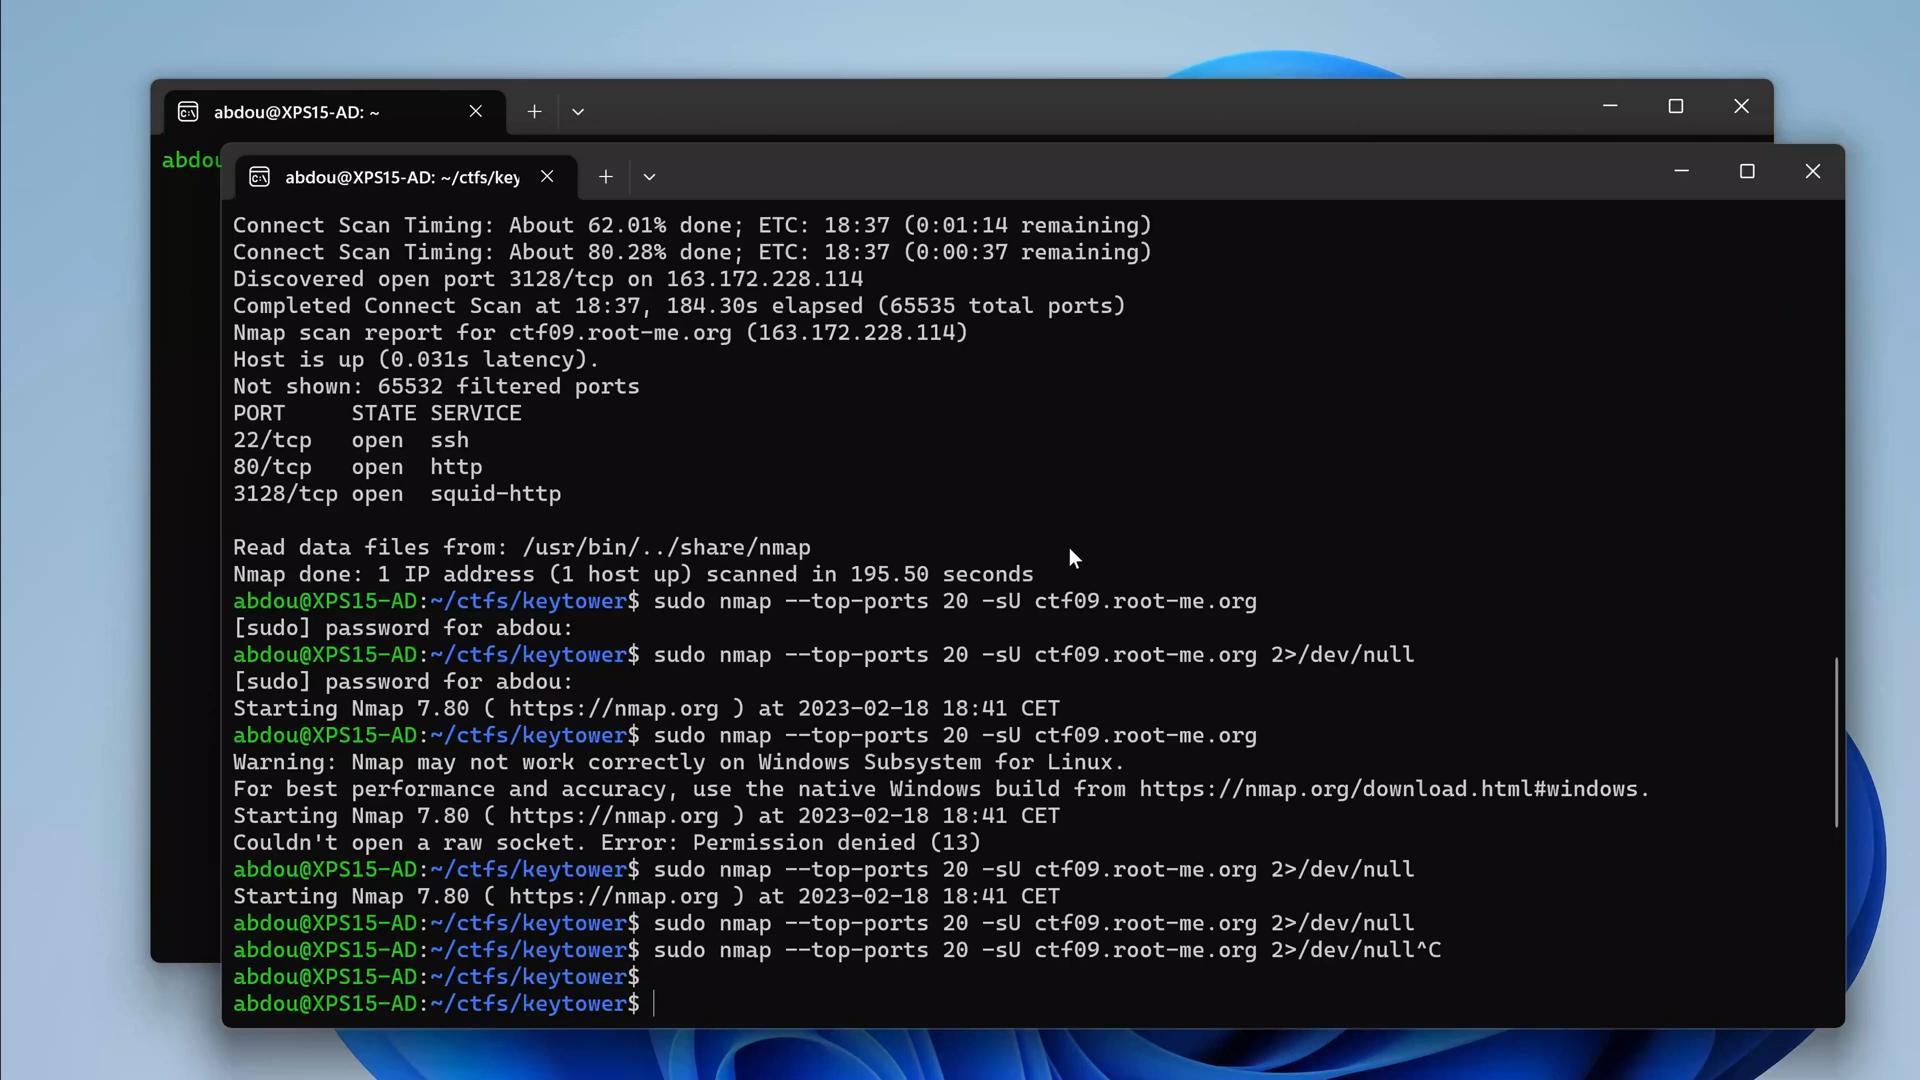 abdou@XPS15-AD: ~
abdou
abdou@XPS15-AD: ~/ctfs/key
Connect Scan Timing: About 62.01% done; ETC: 18:37 (0:01:14 remaining)
Connect Scan Timing: About 80.28% done; ETC: 18:37 (0:00:37 remaining)
Discovered open port 3128/tcp on 163.172.228.114
Completed Connect Scan at 18:37, 184.30s elapsed (65535 total ports)
Nmap scan report for ctf09.root-me.org (163.172.228.114)
Host is up (0.031s latency).
Not shown: 65532 filtered ports
PORT     STATE SERVICE
22/tcp   open  ssh
80/tcp   open  http
3128/tcp open  squid-http
Read data files from: /usr/bin/../share/nmap
Nmap done: 1 IP address (1 host up) scanned in 195.50 seconds
abdou@XPS15-AD:~/ctfs/keytower$ sudo nmap --top-ports 20 -sU ctf09.root-me.org
[sudo] password for abdou:
abdou@XPS15-AD:~/ctfs/keytower$ sudo nmap --top-ports 20 -sU ctf09.root-me.org 2>/dev/null
[sudo] password for abdou:
Starting Nmap 7.80 ( https://nmap.org ) at 2023-02-18 18:41 CET
abdou@XPS15-AD:~/ctfs/keytower$ sudo nmap --top-ports 20 -sU ctf09.root-me.org
Warning: Nmap may not work correctly on Windows Subsystem for Linux.
For best performance and accuracy, use the native Windows build from https://nmap.org/download.html#windows.
Starting Nmap 7.80 ( https://nmap.org ) at 2023-02-18 18:41 CET
Couldn't open a raw socket. Error: Permission denied (13)
abdou@XPS15-AD:~/ctfs/keytower$ sudo nmap --top-ports 20 -sU ctf09.root-me.org 2>/dev/null
Starting Nmap 7.80 ( https://nmap.org ) at 2023-02-18 18:41 CET
abdou@XPS15-AD:~/ctfs/keytower$ sudo nmap --top-ports 20 -sU ctf09.root-me.org 2>/dev/null
abdou@XPS15-AD:~/ctfs/keytower$ sudo nmap --top-ports 20 -sU ctf09.root-me.org 2>/dev/null^C
abdou@XPS15-AD:~/ctfs/keytower$
abdou@XPS15-AD:~/ctfs/keytower$